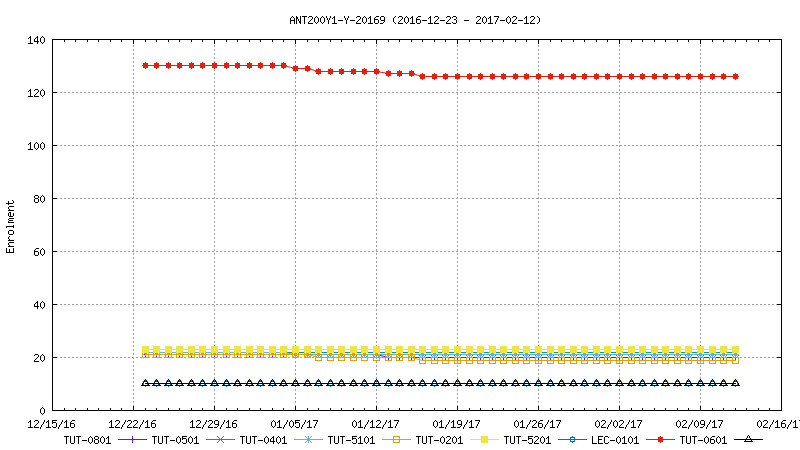 ANT200Y1-Y-20169 (2016-12-23 - 2017-02-12)
140
120
100
80
60
40
20
0
Enrolment
12/15/16 12/22/16 12/29/16 01/05/17 01/12/17 01/19/17 01/26/17 02/02/17 02/09/17 02/16/1
TUT-0801 TUT-0501 TUT-0401 TUT-5101 TUT-0201 TUT-5201 LEC-0101 TUT-0601